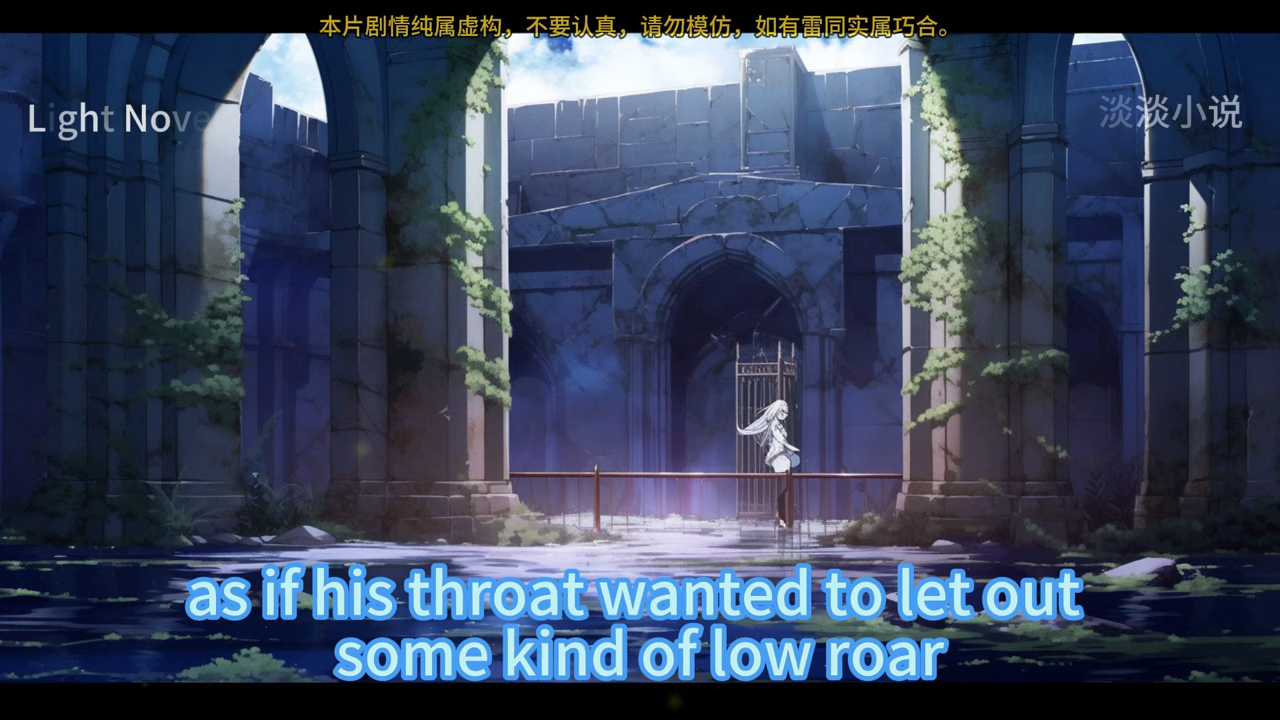 本片剧情纯属虚构，不要认真，请勿模仿，如有雷同实属巧合。
Light Nove
淡淡小说
as if his throat wanted to let out
some kind of low roar